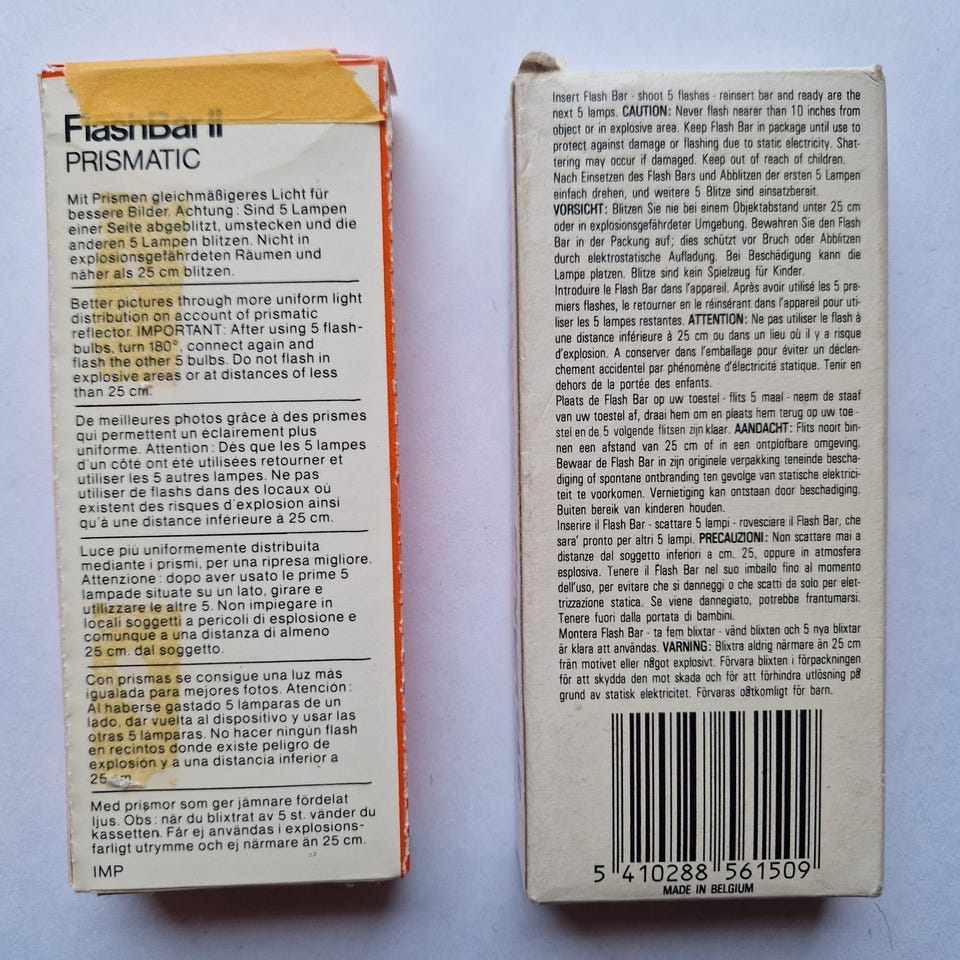 FlashBar II
PRISMATIC
Mit Prismen gleichmäßigeres Licht für
bessere Bilder. Achtung: Sind 5 Lampen
einer Seite abgeblitzt, umstecken und die
anderen 5 Lampen blitzen. Nicht in
explosionsgefährdeten Räumen und
näher als 25 cm blitzen.
Better pictures through more uniform light
distribution on account of prismatic
reflector. IMPORTANT: After using 5 flash-
bulbs, turn 180°, connect again and
flash the other 5 bulbs. Do not flash in
explosive areas or at distances of less
than 25 cm.
De meilleures photos grâce à des prismes
qui permettent un éclairement plus
uniforme. Attention: Dès que les 5 lampes
d'un côté ont été utilisées retourner et
utiliser les 5 autres lampes. Ne pas
utiliser de flashs dans des locaux où
existent des risques d'explosion ainsi
qu'à une distance inférieure à 25 cm.
Luce più uniformemente distribuita
mediante i prismi, per una ripresa migliore.
Attenzione: dopo aver usato le prime 5
lampade situate su un lato, girare e
utilizzare le altre 5. Non impiegare in
locali soggetti a pericoli di esplosione e
comunque a una distanza di almeno
25 cm. dal soggetto.
Con prismas se consigue una luz más
igualada para mejores fotos. Atención:
Al haberse gastado 5 lámparas de un
lado, dar vuelta al dispositivo y usar las
otras 5 lámparas. No hacer ningún flash
en recintos donde existe peligro de
explosión y a una distancia inferior a
25 cm.
Med prismor som ger jämnare fördelat
ljus. Obs: när du blixtrat av 5 st. vänder du
kassetten. Får ej användas i explosions-
farligt utrymme och ej närmare än 25 cm.
IMP
Insert Flash Bar - shoot 5 flashes - reinsert bar and ready are the
next 5 lamps. CAUTION: Never flash nearer than 10 inches from
object or in explosive area. Keep Flash Bar in package until use to
protect against damage or flashing due to static electricity. Shat-
tering may occur if damaged. Keep out of reach of children.
Nach Einsetzen des Flash Bars und Abblitzen der ersten 5 Lampen
einfach drehen, und weitere 5 Blitze sind einsatzbereit.
VORSICHT: Blitzen Sie nie bei einem Objektabstand unter 25 cm
oder in explosionsgefährdeter Umgebung. Bewahren Sie den Flash
Bar in der Packung auf; dies schützt vor Bruch oder Abblitzen
durch elektrostatische Aufladung. Bei Beschädigung kann die
Lampe platzen. Blitze sind kein Spielzeug für Kinder.
Introduire le Flash Bar dans l'appareil. Après avoir utilisé les 5 pre-
miers flashes, le retourner et le réinsérant dans l'appareil pour uti-
liser les 5 lampes restantes. ATTENTION: Ne pas utiliser le flash à
une distance inférieure à 25 cm ou dans un lieu où il y a risque
d'explosion. A conserver dans l'emballage pour éviter un déclen-
chement accidentel par phénomène d'électricité statique. Tenir en
dehors de la portée des enfants.
Plaats de Flash Bar op uw toestel - flits 5 maal - neem de staaf
van uw toestel af, draai hem om en plaats hem terug op uw toe-
stel en de 5 volgende flitsen zijn klaar. AANDACHT: Flits nooit bin-
nen een afstand van 25 cm of in een ontplofbare omgeving.
Bewaar de Flash Bar in zijn originele verpakking teneinde bescha-
diging of spontane ontbranding ten gevolge van statische elektrici-
teit te voorkomen. Vernietiging kan ontstaan door beschadiging.
Buiten bereik van kinderen houden.
Inserire il Flash Bar - scattare 5 lampi - rovesciare il Flash Bar, che
sara' pronto per altri 5 lampi. PRECAUZIONI: Non scattare mai a
distanze dal soggetto inferiori a cm. 25, oppure in atmosfera
esplosiva. Tenere il Flash Bar nel suo imballo fino al momento
dell'uso, per evitare che si danneggi o che scatti da solo per elet-
trizzazione statica. Se viene dannegiato, potrebbe frantumarsi.
Tenere fuori dalla portata di bambini.
Montera Flash Bar - ta fem blixtar - vänd blixten och 5 nya blixtar
är klara att användas. VARNING: Blixtra aldrig närmare än 25 cm
från motivet eller något explosivt. Förvara blixten i förpackningen
för att skydda den mot skada och för att förhindra utlösning på
grund av statisk elektricitet. Förvaras oåtkomligt för barn.
5 410288 561509
MADE IN BELGIUM